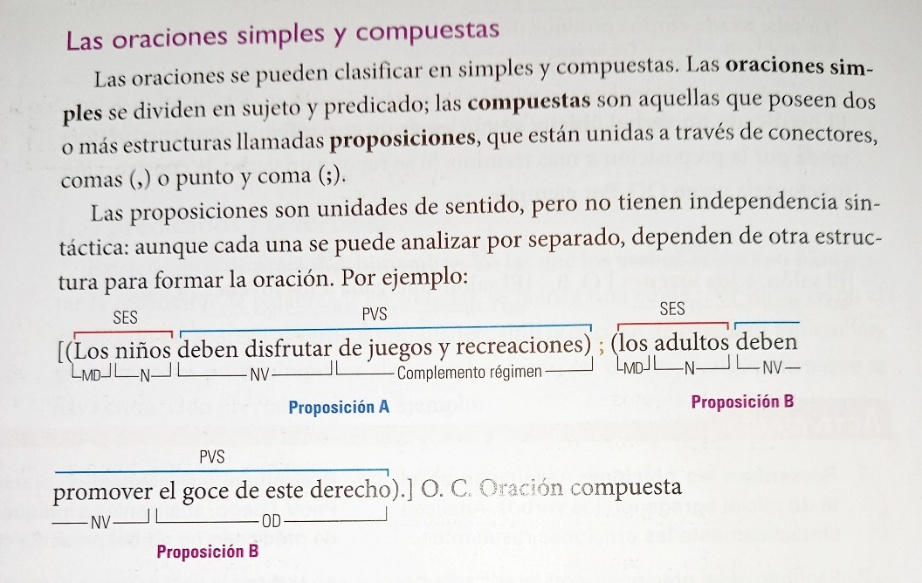 Las oraciones simples y compuestas
Las oraciones se pueden clasificar en simples y compuestas. Las oraciones sim-
ples se dividen en sujeto y predicado; las compuestas son aquellas que poseen dos
o más estructuras llamadas proposiciones, que están unidas a través de conectores,
comas (,) o punto y coma (;).
Las proposiciones son unidades de sentido, pero no tienen independencia sin-
táctica: aunque cada una se puede analizar por separado, dependen de otra estruc-
tura para formar la oración. Por ejemplo:
SES PVS SES
[(Los niños deben disfrutar de juegos y recreaciones) ; (los adultos deben
MD N NV Complemento régimen MD N NV
Proposición A Proposición B
PVS
promover el goce de este derecho).] O. C. Oración compuesta
NV OD
Proposición B